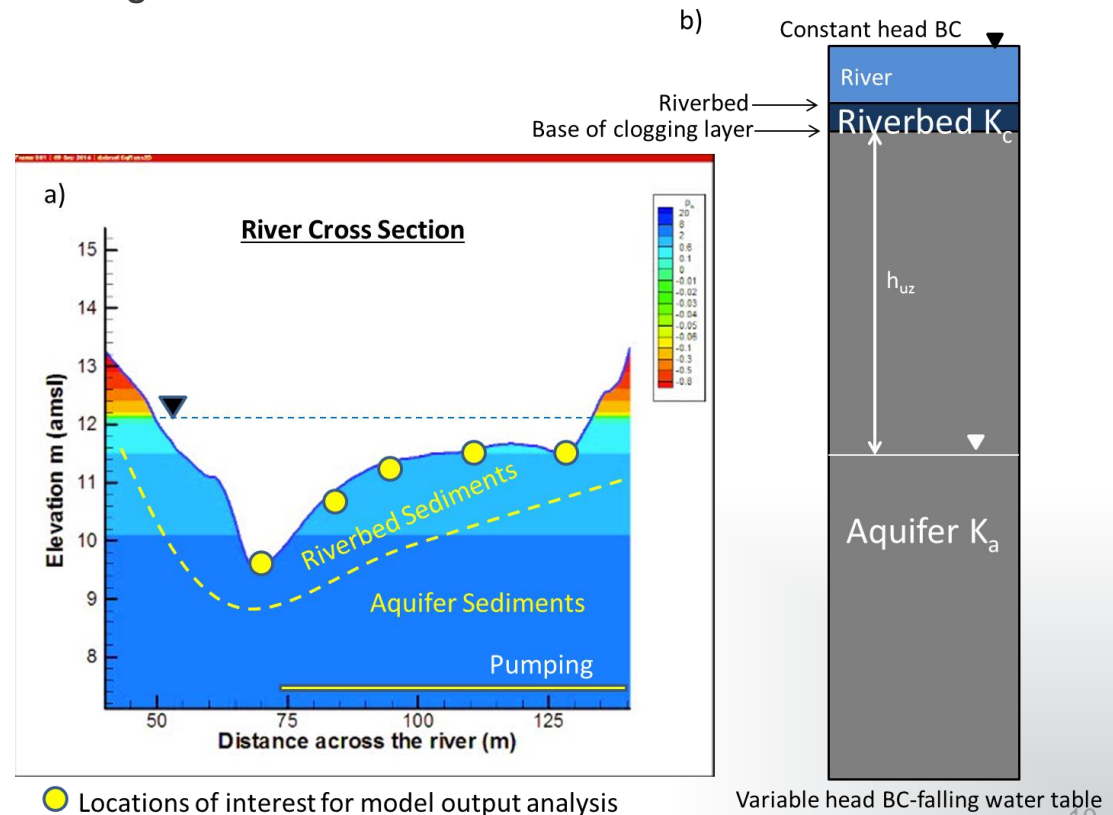 b)
Constant head BC
River
Riverbed
Riverbed Kc
Base of clogging layer
huz
Aquifer Ka
Variable head BC-falling water table
a)
River Cross Section
20
8
2
0.6
0.1
0
-0.01
-0.02
-0.03
-0.04
-0.05
-0.06
-0.1
-0.3
-0.5
-0.8
15
14
13
12
11
10
9
8
Elevation m (amsl)
Riverbed Sediments
Aquifer Sediments
Pumping
50 75 100 125
Distance across the river (m)
Locations of interest for model output analysis